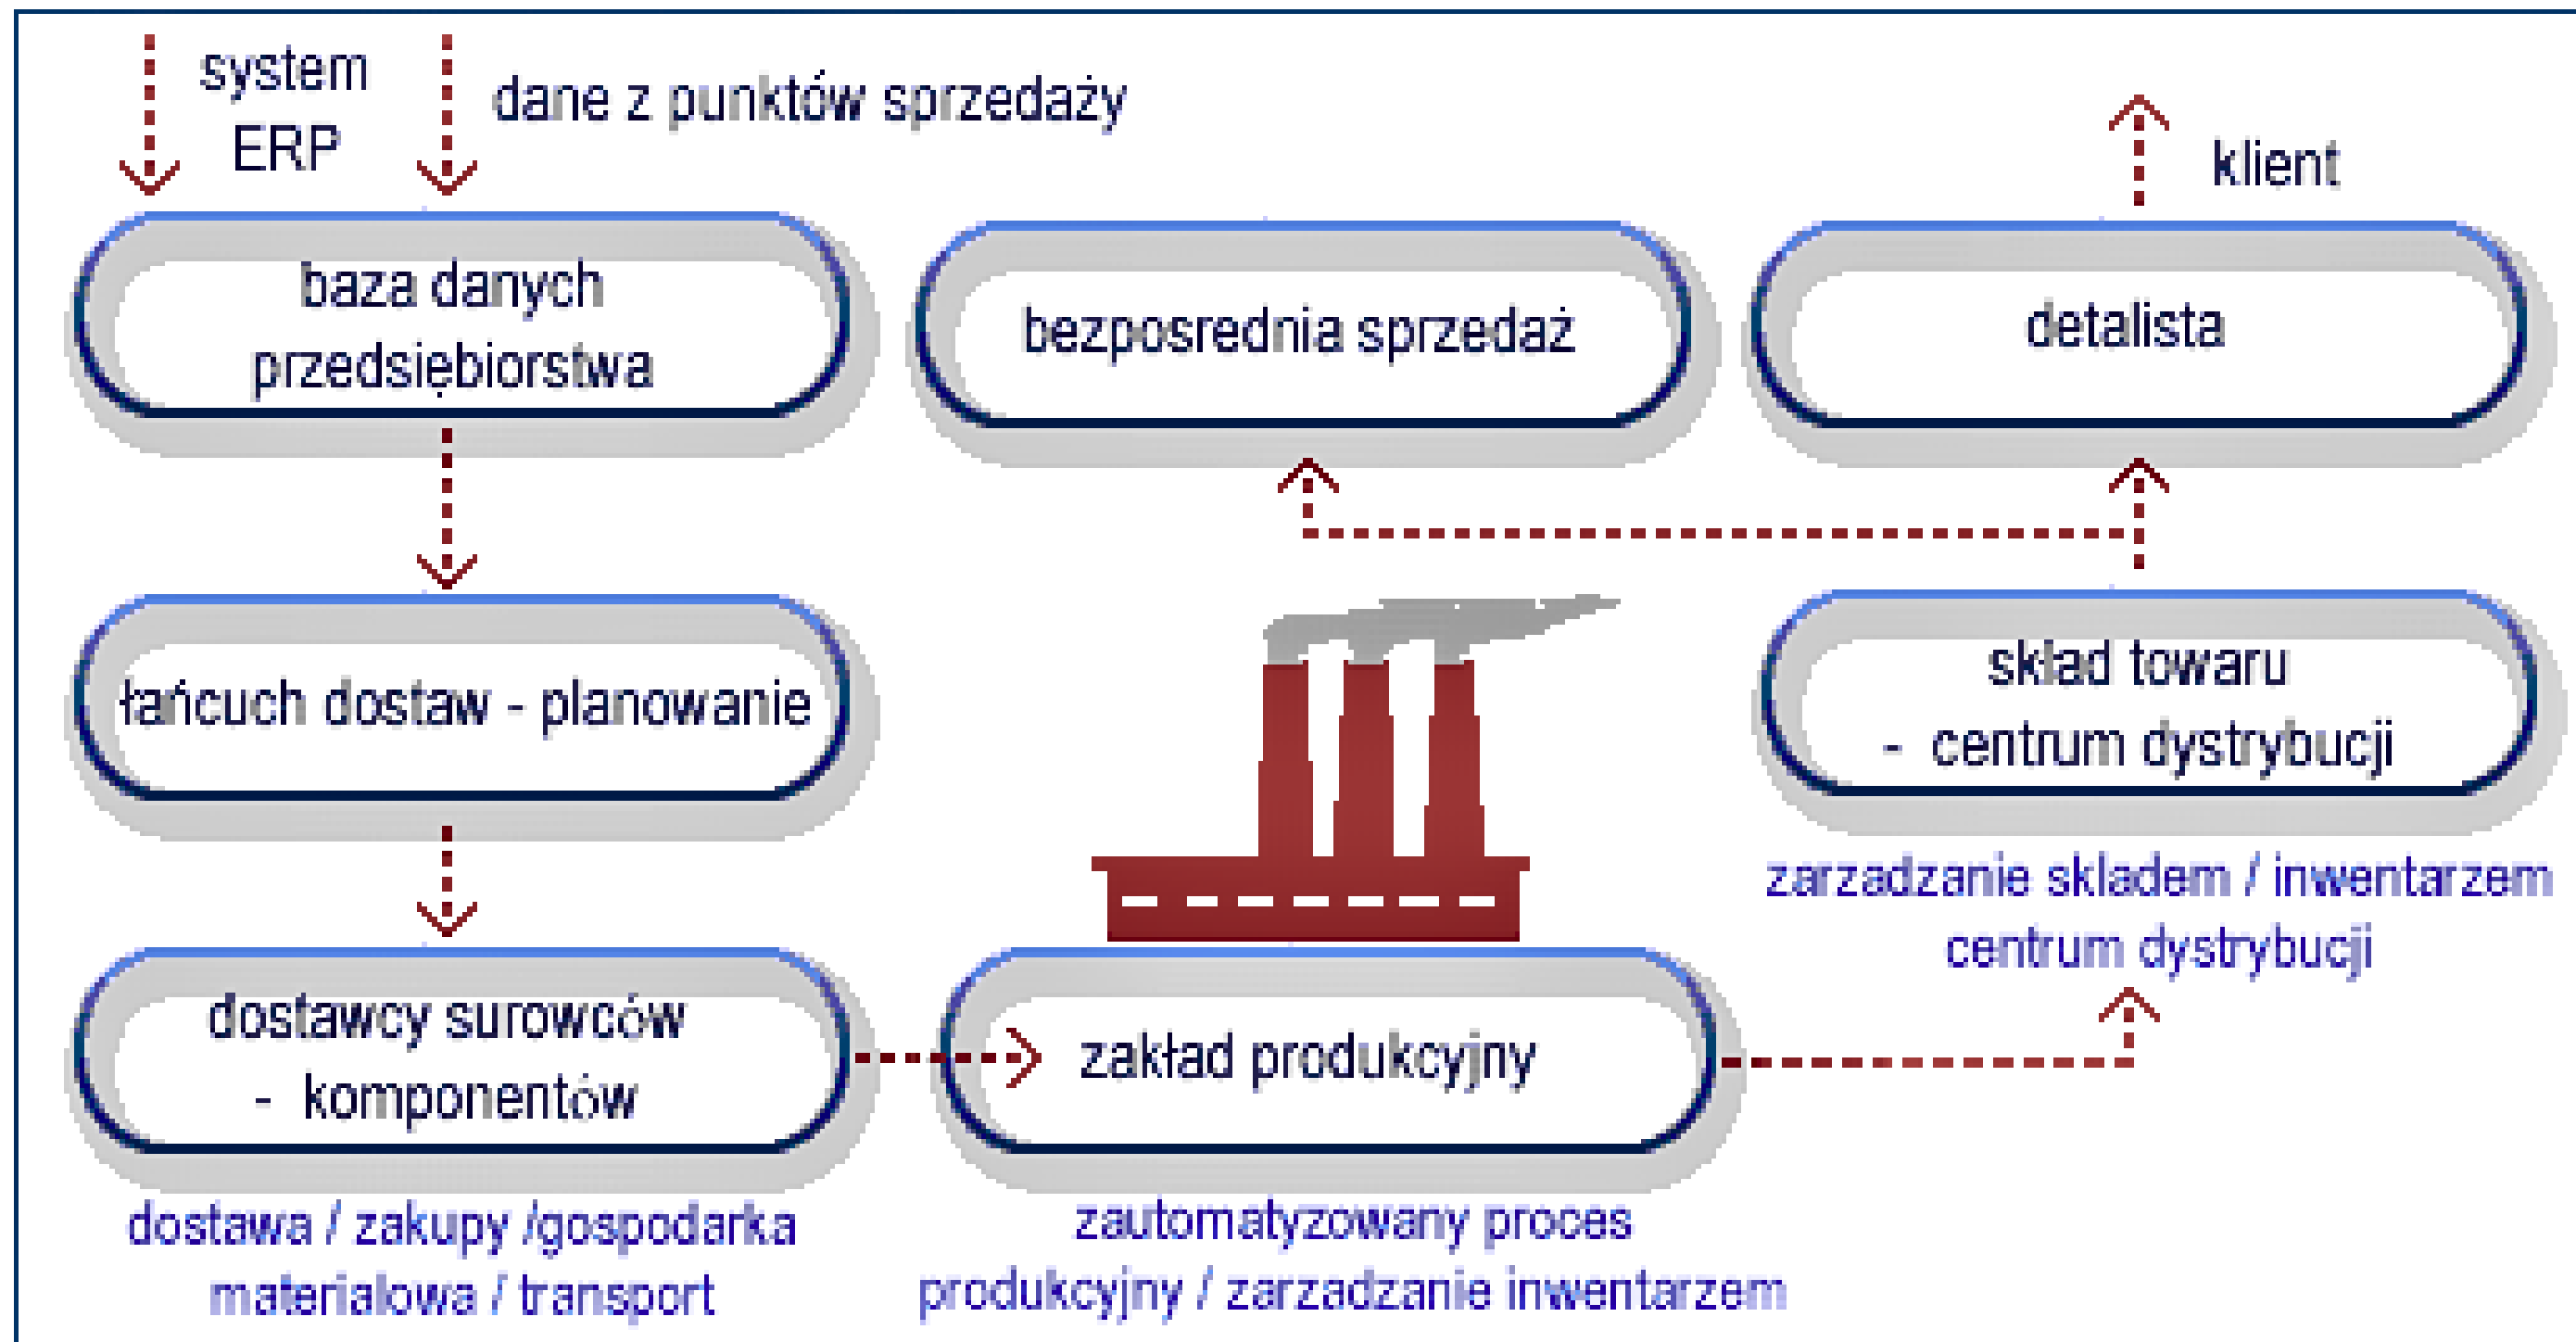 system
ERP
dane z punktów sprzedaży
klient
baza danych
przedsiębiorstwa
bezposrednia sprzedaż
detalista
łańcuch dostaw - planowanie
skład towaru
- centrum dystrybucji
zarzadzanie skladem / inwentarzem
centrum dystrybucji
dostawcy surowców
- komponentów
zakład produkcyjny
dostawa / zakupy /gospodarka
materialowa / transport
zautomatyzowany proces
produkcyjny / zarzadzanie inwentarzem